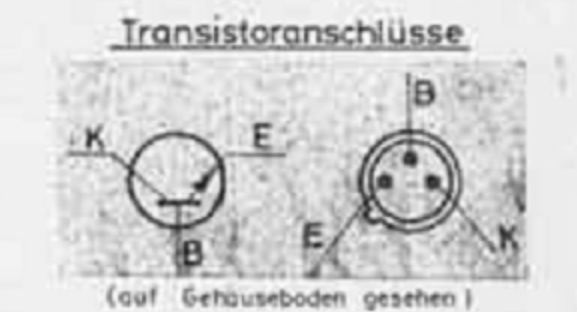 Transistoranschlüsse
B
K E
B
E K
(auf Gehäuseboden gesehen)